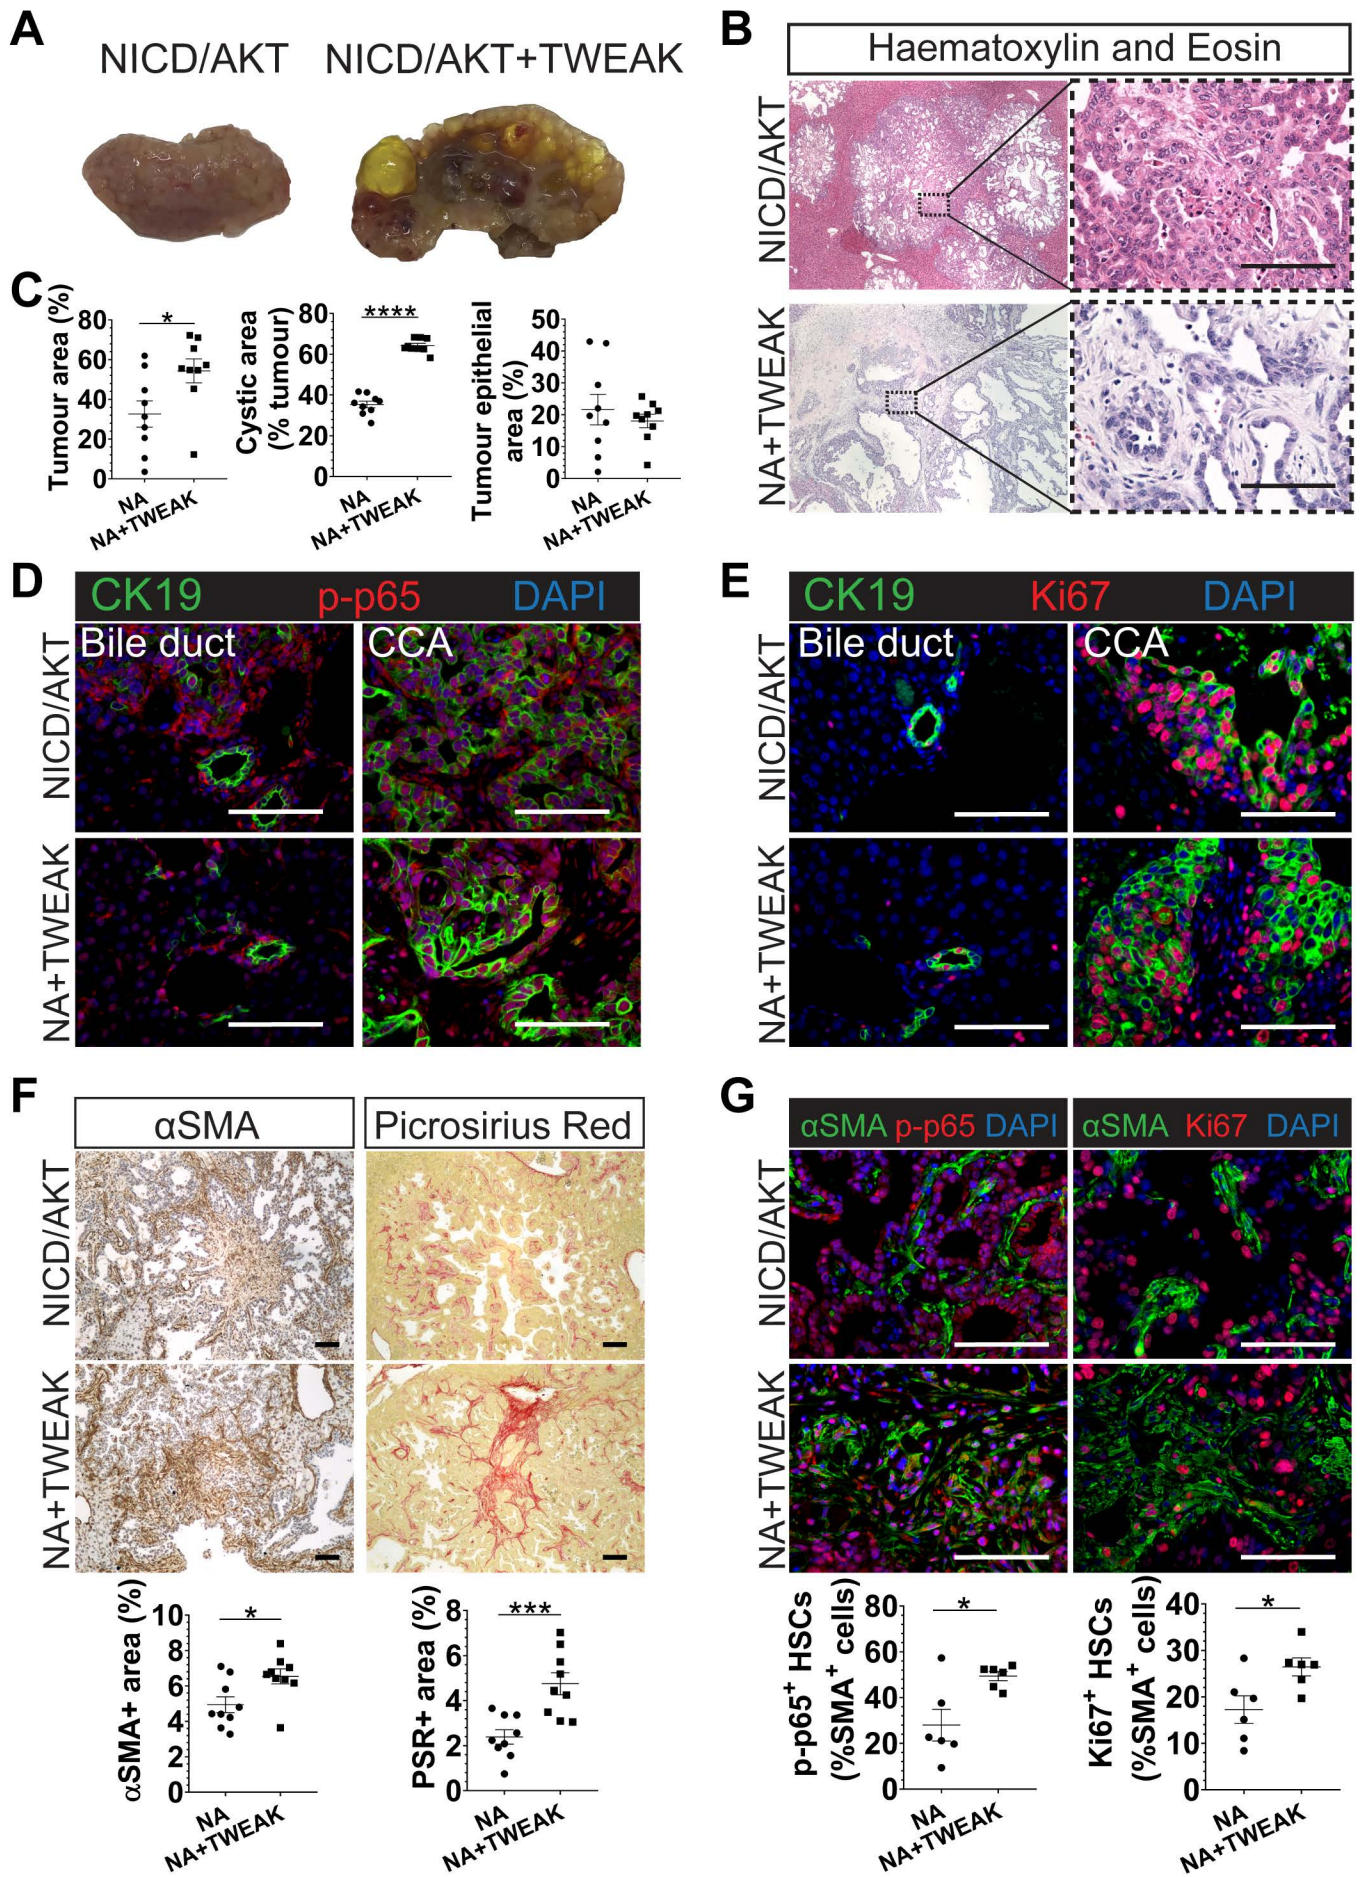 A
NICD/AKT
NICD/AKT+TWEAK
B
Haematoxylin and Eosin
NICD/AKT
NA+TWEAK
C
Tumour area (%)
80
60
40
20
0
*
NA
NA+TWEAK
Cystic area
(% tumour)
80
60
40
20
0
****
NA
NA+TWEAK
Tumour epithelial
area (%)
50
40
30
20
10
0
NA
NA+TWEAK
D
CK19 p-p65 DAPI
Bile duct
CCA
NICD/AKT
NA+TWEAK
E
CK19 Ki67 DAPI
Bile duct
CCA
NICD/AKT
NA+TWEAK
F
αSMA
Picrosirius Red
NICD/AKT
NA+TWEAK
αSMA+ area (%)
10
8
6
4
2
0
*
NA
NA+TWEAK
PSR+ area (%)
8
6
4
2
0
***
NA
NA+TWEAK
G
αSMA p-p65 DAPI
αSMA Ki67 DAPI
NICD/AKT
NA+TWEAK
p-p65+ HSCs
(%SMA+ cells)
80
60
40
20
0
*
NA
NA+TWEAK
Ki67+ HSCs
(%SMA+ cells)
40
30
20
10
0
*
NA
NA+TWEAK